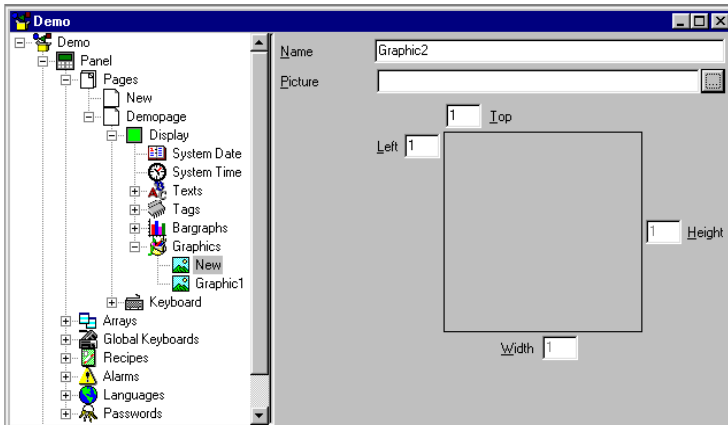 Demo
Demo
Panel
Pages
New
Demopage
Display
System Date
System Time
Texts
Tags
Bargraphs
Graphics
New
Graphic1
Keyboard
Arrays
Global Keyboards
Recipes
Alarms
Languages
Passwords
Name Graphic2
Picture ...
1 Top
Left 1
1 Height
Width 1